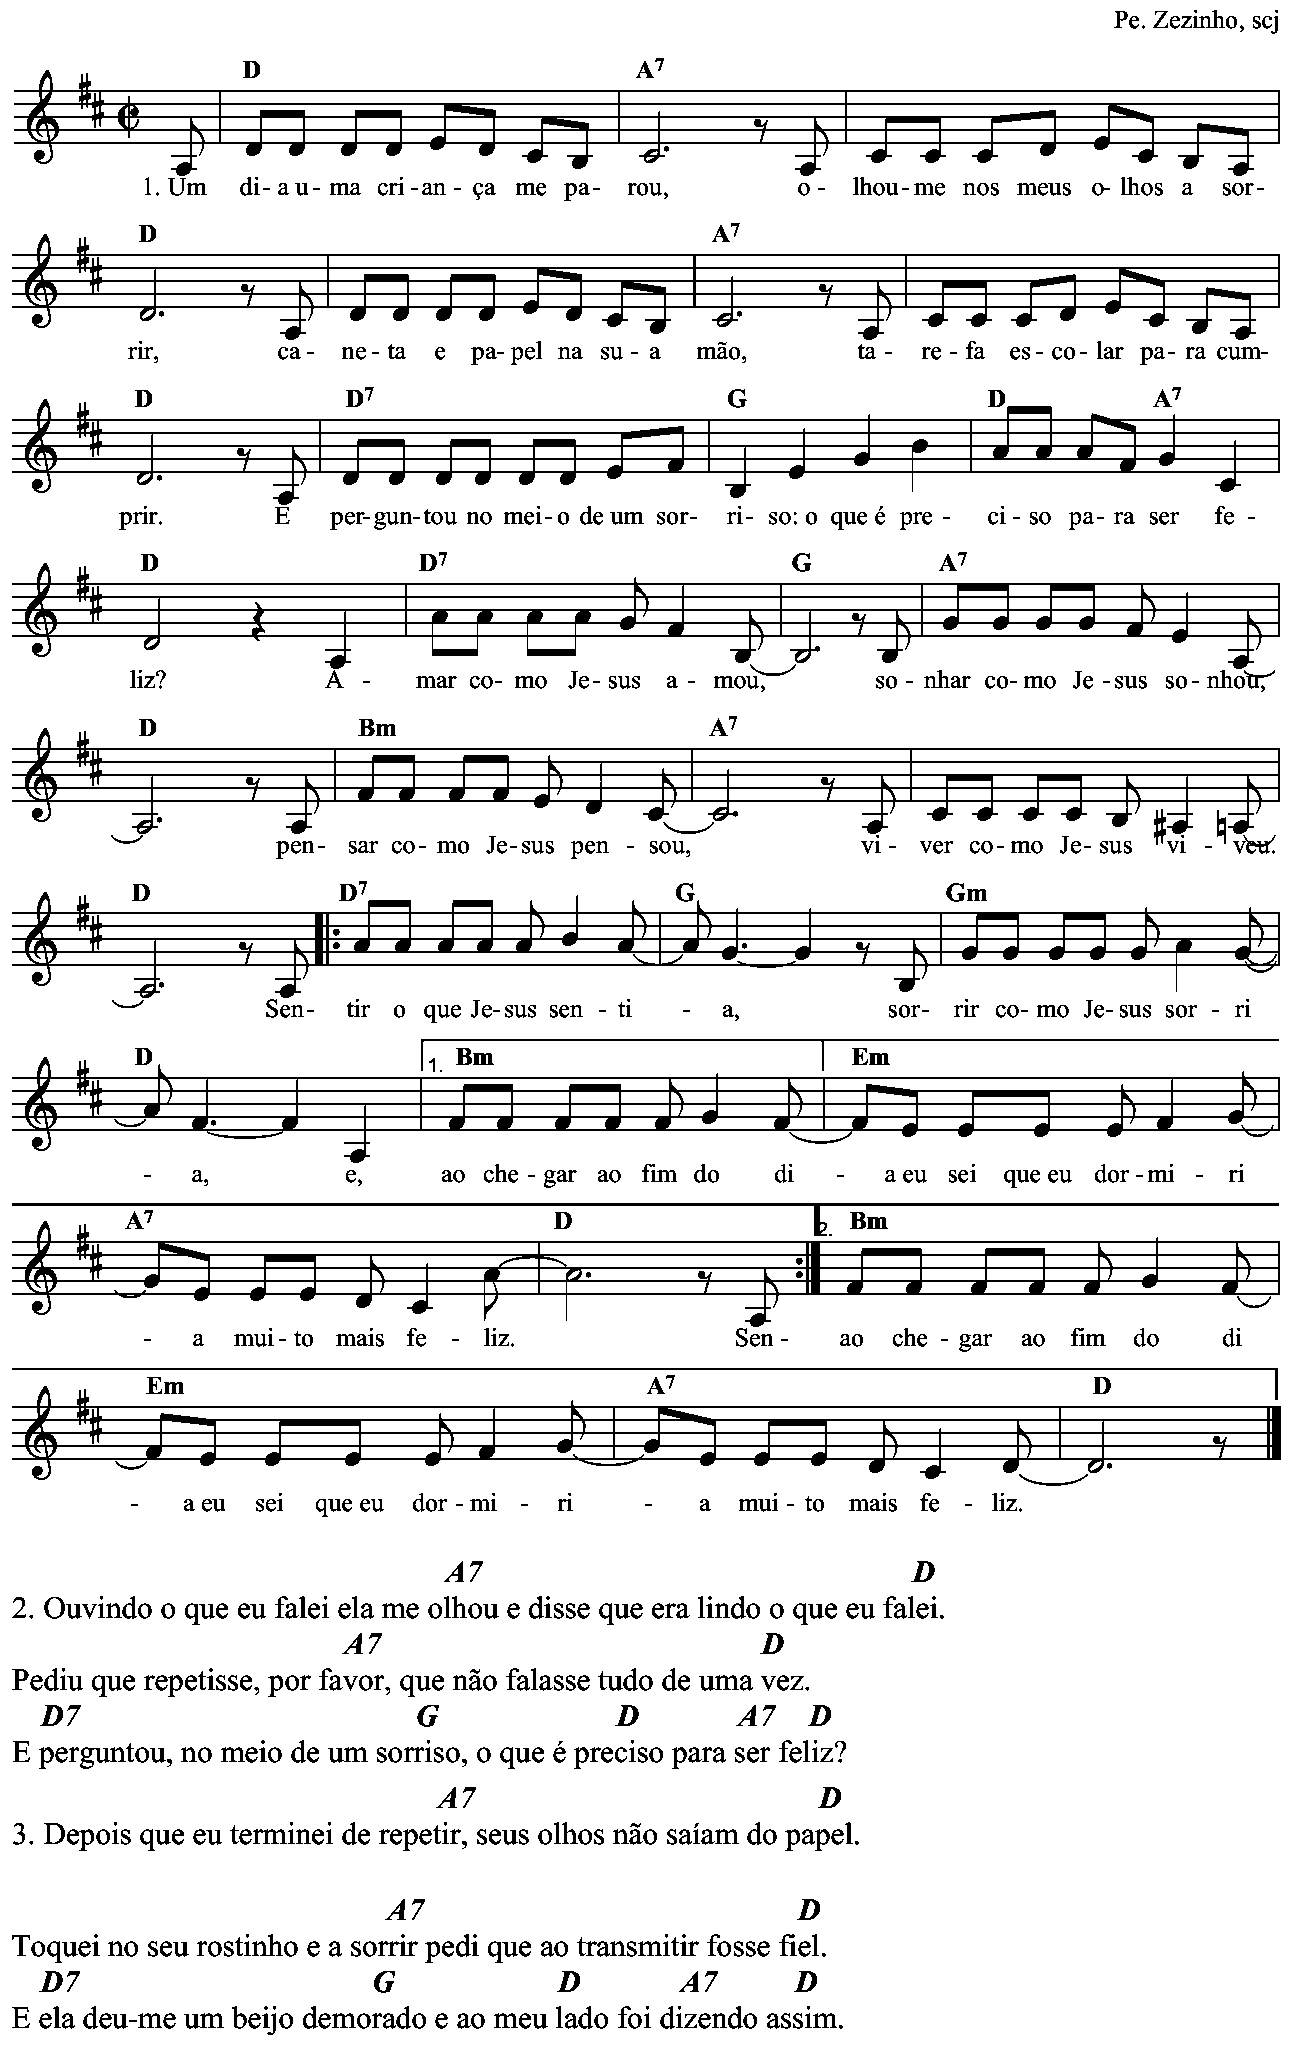 Pe. Zezinho, scj
D A7
1. Um di-a u-ma cri-an-ça me pa-rou, o-lhou-me nos meus o-lhos a sor-
D A7
rir, ca-ne-ta e pa-pel na su-a mão, ta-re-fa es-co-lar pa-ra cum-
D D7 G D A7
prir. E per-gun-tou no mei-o de um sor-ri-so: o que é pre-ci-so pa-ra ser fe-
D D7 G A7
liz? A-mar co-mo Je-sus a-mou, so-nhar co-mo Je-sus so-nhou,
D Bm A7
pen-sar co-mo Je-sus pen-sou, vi-ver co-mo Je-sus vi-veu.
D D7 G Gm
Sen-tir o que Je-sus sen-ti-a, sor-rir co-mo Je-sus sor-ri
D 1. Bm Em
-a, e, ao che-gar ao fim do di-a eu sei que eu dor-mi-ri
A7 D 2. Bm
-a mui-to mais fe-liz. Sen-ao che-gar ao fim do di
Em A7 D
-a eu sei que eu dor-mi-ri-a mui-to mais fe-liz.
A7 D
2. Ouvindo o que eu falei ela me olhou e disse que era lindo o que eu falei.
A7 D
Pediu que repetisse, por favor, que não falasse tudo de uma vez.
D7 G D A7 D
E perguntou, no meio de um sorriso, o que é preciso para ser feliz?
A7 D
3. Depois que eu terminei de repetir, seus olhos não saíam do papel.
A7 D
Toquei no seu rostinho e a sorrir pedi que ao transmitir fosse fiel.
D7 G D A7 D
E ela deu-me um beijo demorado e ao meu lado foi dizendo assim.